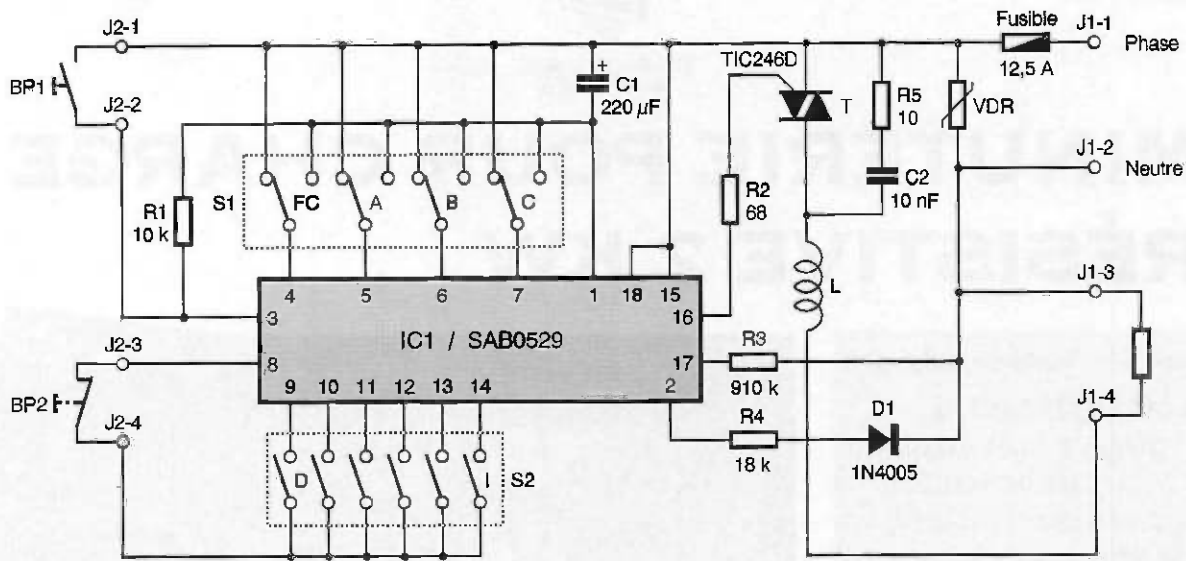 J2-1
BP1
J2-2
R1
10 k
S1
FC
A
B
C
+
C1
220 µF
TIC246D
T
R2
68
R5
10
C2
10 nF
VDR
Fusible
12,5 A
J1-1
Phase
J1-2
Neutre
L
J1-3
J1-4
4
5
6
7
1
18
15
3
16
IC1 / SAB0529
8
17
2
9
10
11
12
13
14
R3
910 k
R4
18 k
D1
1N4005
J2-3
BP2
J2-4
D
I
S2